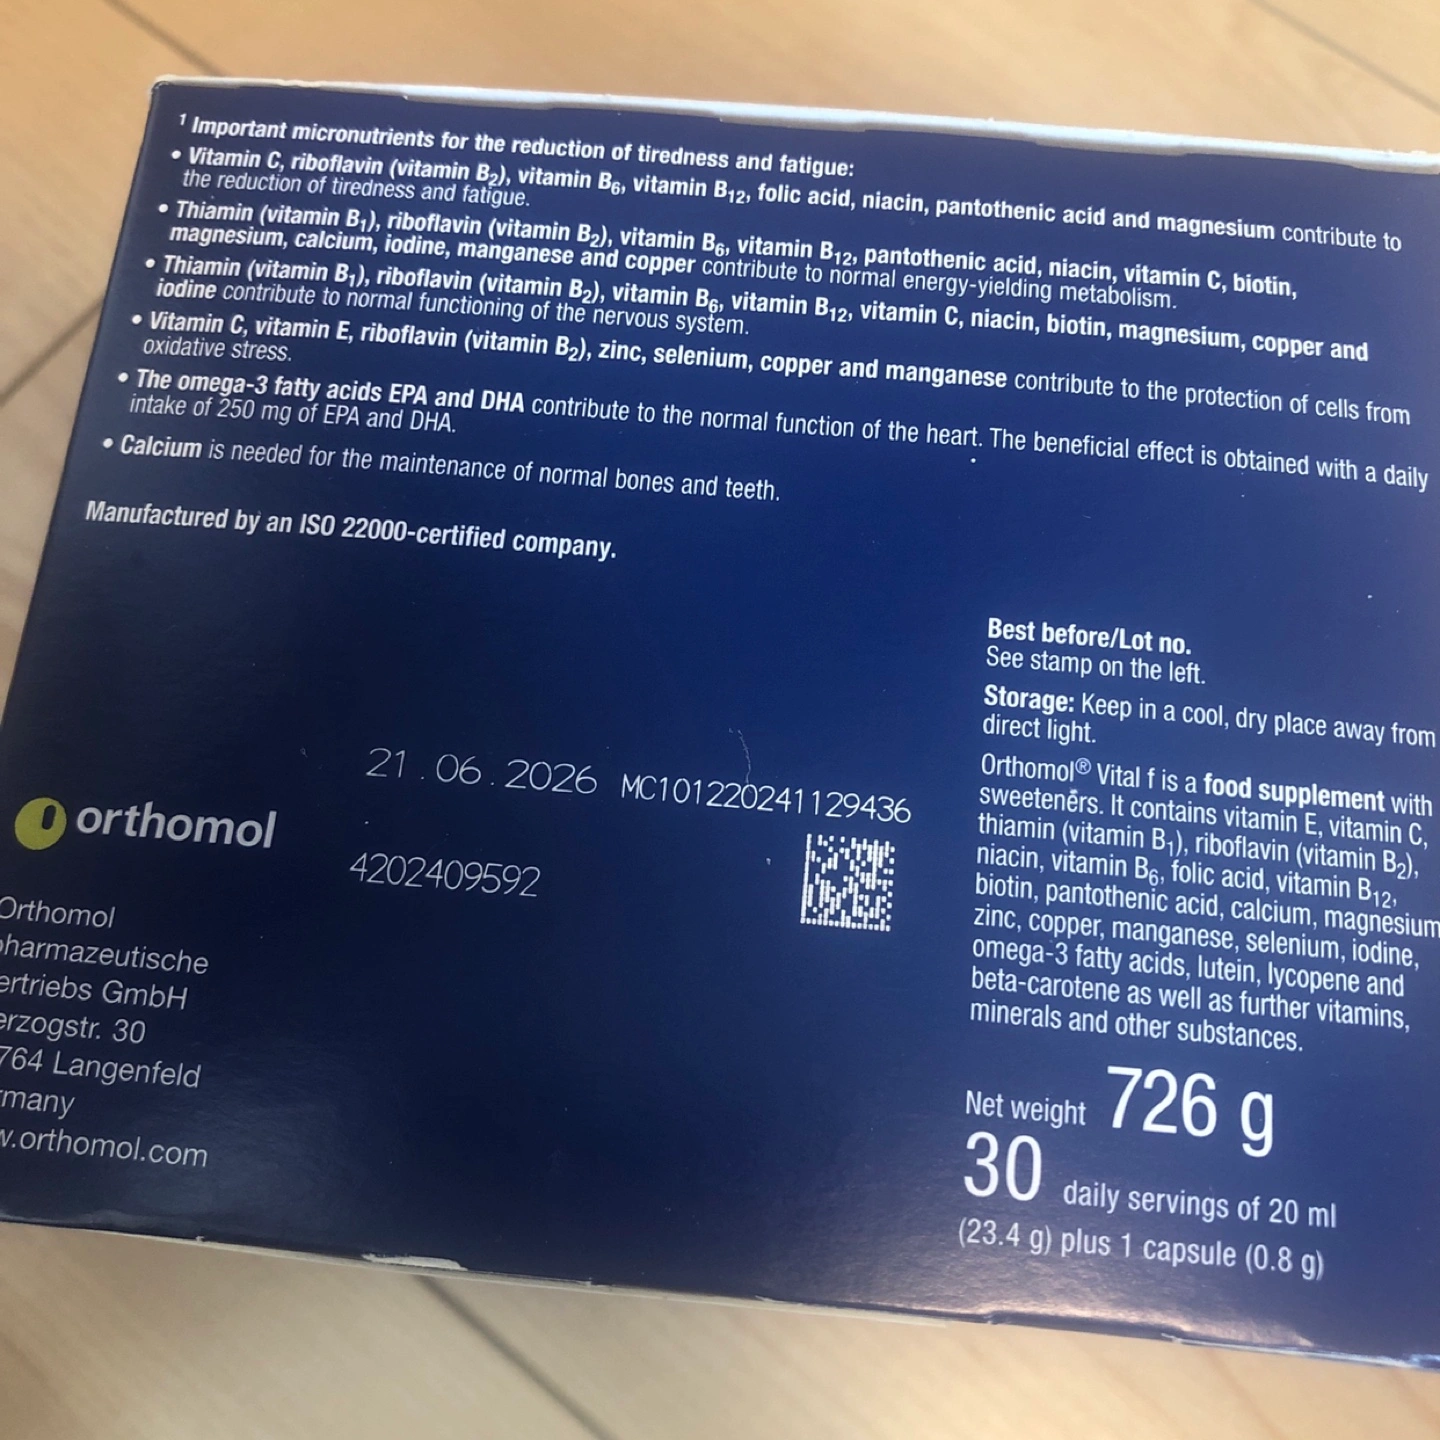 ¹ Important micronutrients for the reduction of tiredness and fatigue:
• Vitamin C, riboflavin (vitamin B₂), vitamin B₆, vitamin B₁₂, folic acid, niacin, pantothenic acid and magnesium contribute to
the reduction of tiredness and fatigue.
• Thiamin (vitamin B₁), riboflavin (vitamin B₂), vitamin B₆, vitamin B₁₂, pantothenic acid, niacin, vitamin C, biotin,
magnesium, calcium, iodine, manganese and copper contribute to normal energy-yielding metabolism.
• Thiamin (vitamin B₁), riboflavin (vitamin B₂), vitamin B₆, vitamin B₁₂, vitamin C, niacin, biotin, magnesium, copper and
iodine contribute to normal functioning of the nervous system.
• Vitamin C, vitamin E, riboflavin (vitamin B₂), zinc, selenium, copper and manganese contribute to the protection of cells from
oxidative stress.
• The omega-3 fatty acids EPA and DHA contribute to the normal function of the heart. The beneficial effect is obtained with a daily
intake of 250 mg of EPA and DHA.
• Calcium is needed for the maintenance of normal bones and teeth.
Manufactured by an ISO 22000-certified company.
Best before/Lot no.
See stamp on the left.
Storage: Keep in a cool, dry place away from
direct light.
Orthomol® Vital f is a food supplement with
sweeteners. It contains vitamin E, vitamin C,
thiamin (vitamin B₁), riboflavin (vitamin B₂),
niacin, vitamin B₆, folic acid, vitamin B₁₂,
biotin, pantothenic acid, calcium, magnesium
zinc, copper, manganese, selenium, iodine,
omega-3 fatty acids, lutein, lycopene and
beta-carotene as well as further vitamins,
minerals and other substances.
Net weight 726 g
30 daily servings of 20 ml
(23.4 g) plus 1 capsule (0.8 g)
21.06.2026 MC101220241129436
4202409592
orthomol
Orthomol
pharmazeutische
ertriebs GmbH
erzogstr. 30
764 Langenfeld
many
w.orthomol.com